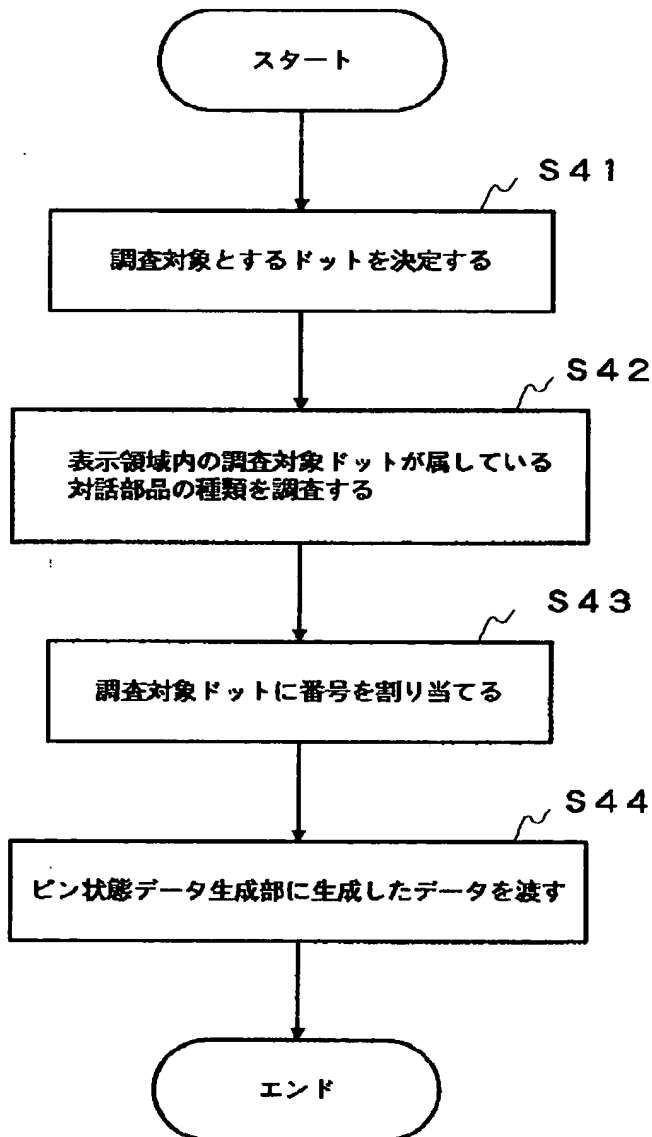 スタート
S41
調査対象とするドットを決定する
S42
表示領域内の調査対象ドットが属している
対話部品の種類を調査する
S43
調査対象ドットに番号を割り当てる
S44
ピン状態データ生成部に生成したデータを渡す
エンド